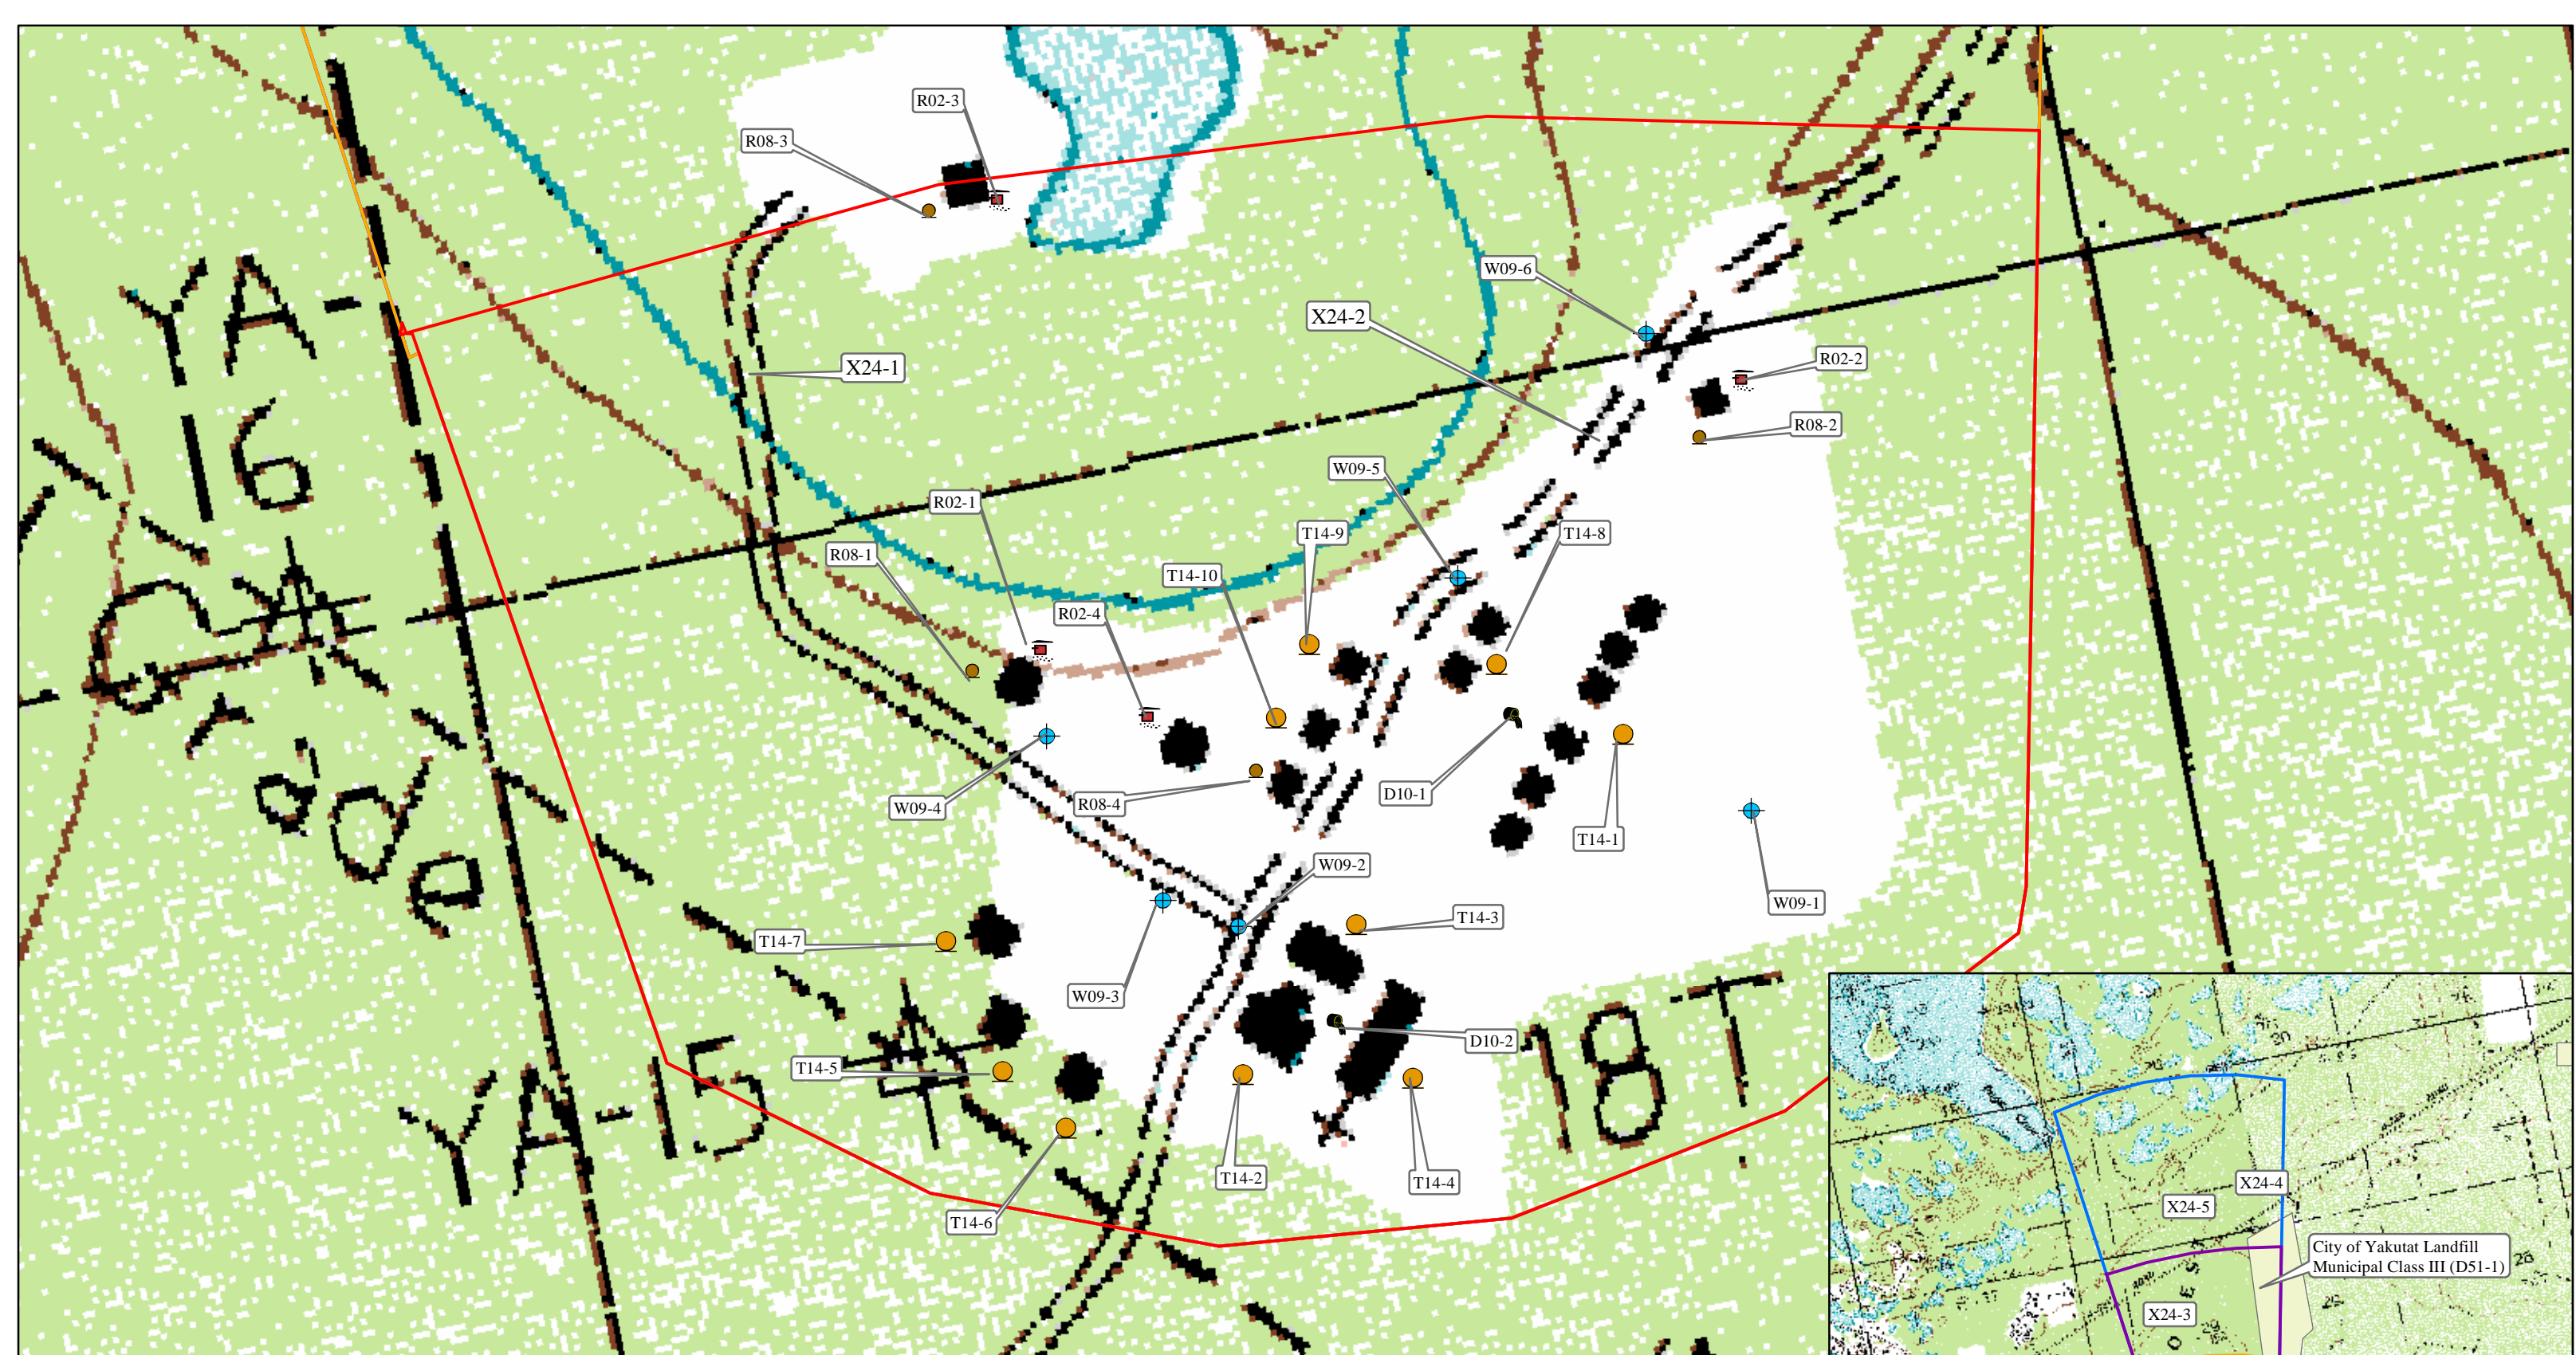 R02-3
R08-3
YA-
16
W09-6
X24-2
X24-1
R02-2
R08-2
W09-5
R02-1
T14-9
T14-8
R08-1
T14-10
R02-4
W09-4
R08-4
D10-1
T14-1
W09-2
W09-1
T14-3
T14-7
W09-3
D10-2
18T
T14-5
YA-15
T14-2
T14-4
T14-6
X24-4
X24-5
City of Yakutat Landfill
Municipal Class III (D51-1)
20
X24-3